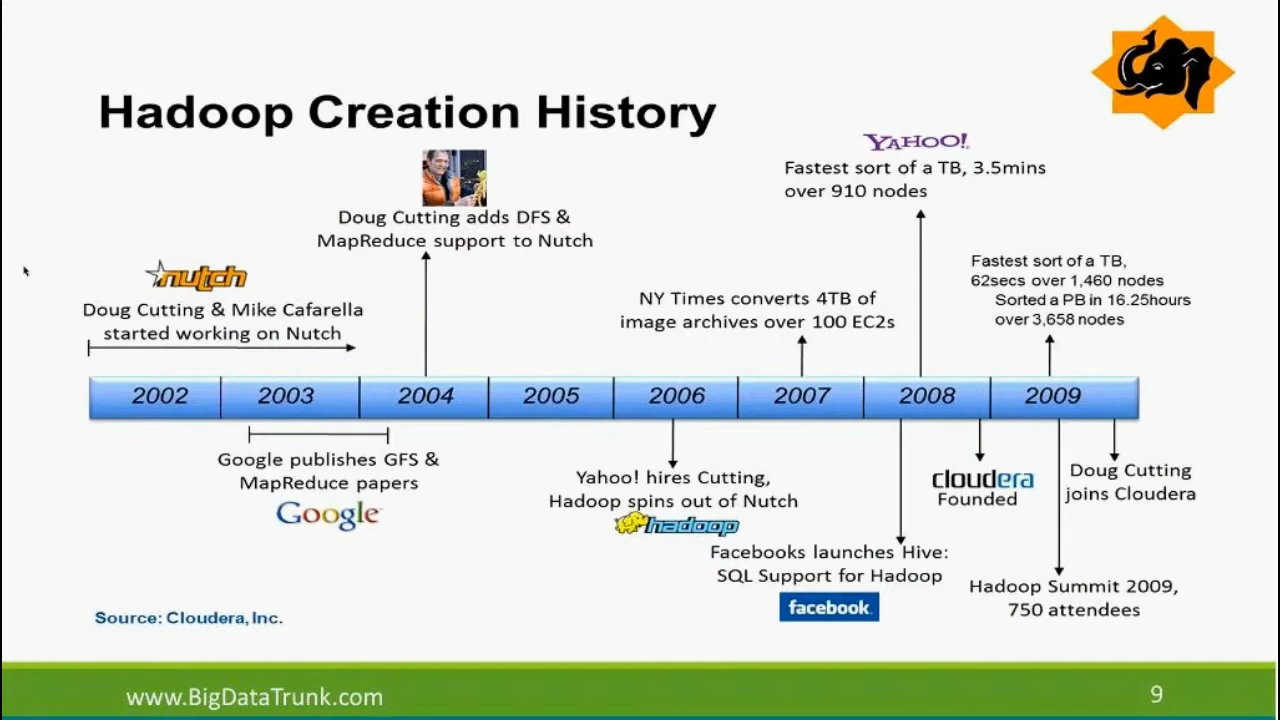 Hadoop Creation History
YAHOO!
Fastest sort of a TB, 3.5mins
over 910 nodes
Doug Cutting adds DFS &
MapReduce support to Nutch
nutch
Doug Cutting & Mike Cafarella
started working on Nutch
NY Times converts 4TB of
image archives over 100 EC2s
Fastest sort of a TB,
62secs over 1,460 nodes
Sorted a PB in 16.25hours
over 3,658 nodes
2002 2003 2004 2005 2006 2007 2008 2009
Google publishes GFS &
MapReduce papers
Google
Yahoo! hires Cutting,
Hadoop spins out of Nutch
hadoop
Facebooks launches Hive:
SQL Support for Hadoop
facebook
cloudera
Founded
Doug Cutting
joins Cloudera
Hadoop Summit 2009,
750 attendees
Source: Cloudera, Inc.
www.BigDataTrunk.com
9